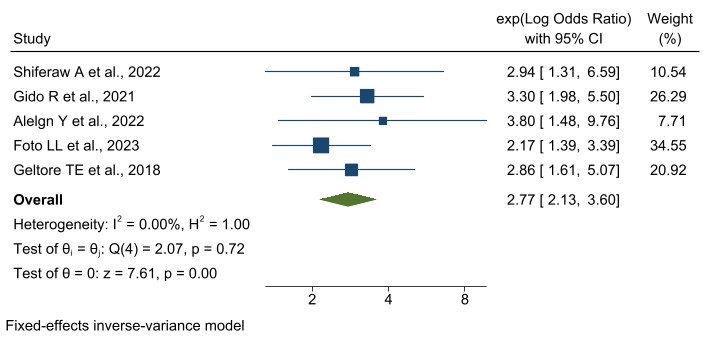 exp(Log Odds Ratio) Weight
Study with 95% CI (%)
Shiferaw A et al., 2022 2.94 [ 1.31, 6.59] 10.54
Gido R et al., 2021 3.30 [ 1.98, 5.50] 26.29
Alelgn Y et al., 2022 3.80 [ 1.48, 9.76] 7.71
Foto LL et al., 2023 2.17 [ 1.39, 3.39] 34.55
Geltore TE et al., 2018 2.86 [ 1.61, 5.07] 20.92
Overall 2.77 [ 2.13, 3.60]
Heterogeneity: I² = 0.00%, H² = 1.00
Test of θᵢ = θⱼ: Q(4) = 2.07, p = 0.72
Test of θ = 0: z = 7.61, p = 0.00
2 4 8
Fixed-effects inverse-variance model